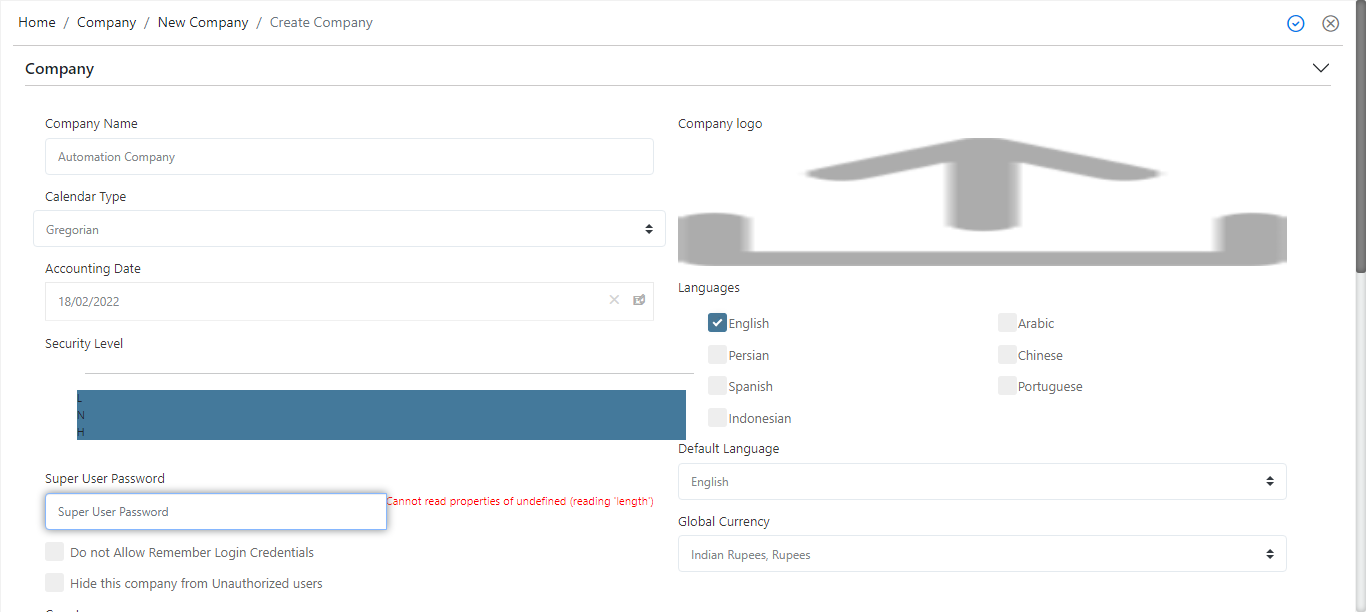 Home / Company / New Company / Create Company
Company
Company Name
Automation Company
Calendar Type
Gregorian
Accounting Date
18/02/2022
Security Level
L
N
H
Super User Password
Super User Password
Cannot read properties of undefined (reading 'length')
Do not Allow Remember Login Credentials
Hide this company from Unauthorized users
Company logo
Languages
English
Arabic
Persian
Chinese
Spanish
Portuguese
Indonesian
Default Language
English
Global Currency
Indian Rupees, Rupees